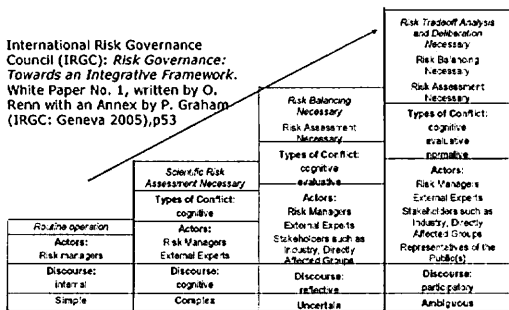 International Risk Governance
Council (IRGC): Risk Governance:
Towards an Integrative Framework.
White Paper No. 1, written by O.
Renn with an Annex by P. Graham
(IRGC: Geneva 2005),p53
Routine operation
Actors:
Risk managers
Discourse:
internal
Simple
Scientific Risk
Assessment Necessary
Types of Conflict:
cognitive
Actors:
Risk Managers
External Experts
Discourse:
cognitive
Complex
Risk Balancing
Necessary
Risk Assessment
Necessary
Types of Conflict:
cognitive
evaluative
Actors:
Risk Managers
External Experts
Stakeholders such as
Industry, Directly
Affected Groups
Discourse:
reflective
Uncertain
Risk Tradeoff Analysis
and Deliberation
Necessary
Risk Balancing
Necessary
Risk Assessment
Necessary
Types of Conflict:
cognitive
evaluative
normative
Actors:
Risk Managers
External Experts
Stakeholders such as
Industry, Directly
Affected Groups
Representatives of the
Public(s)
Discourse:
participatory
Ambiguous